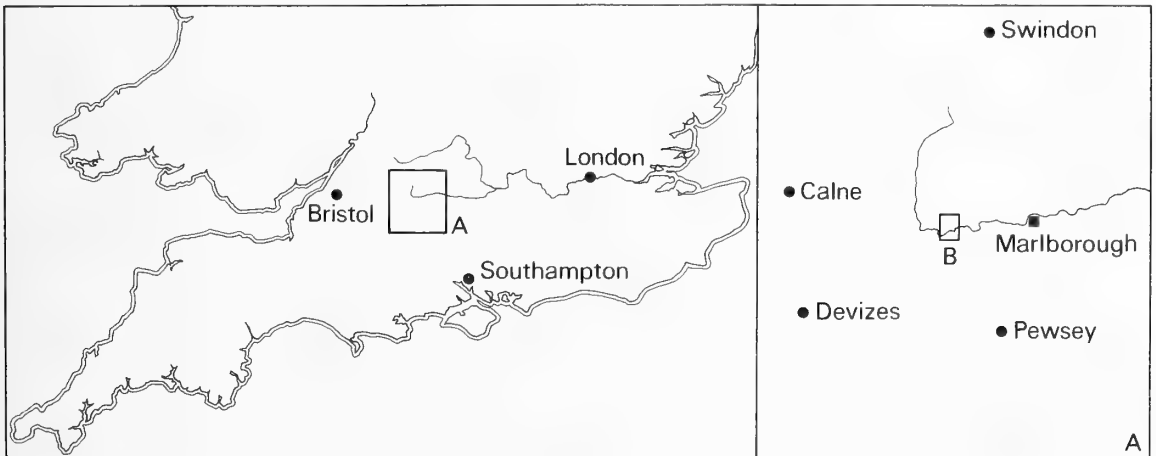 London
Bristol
A
Southampton
Swindon
Calne
Marlborough
B
Devizes
Pewsey
A